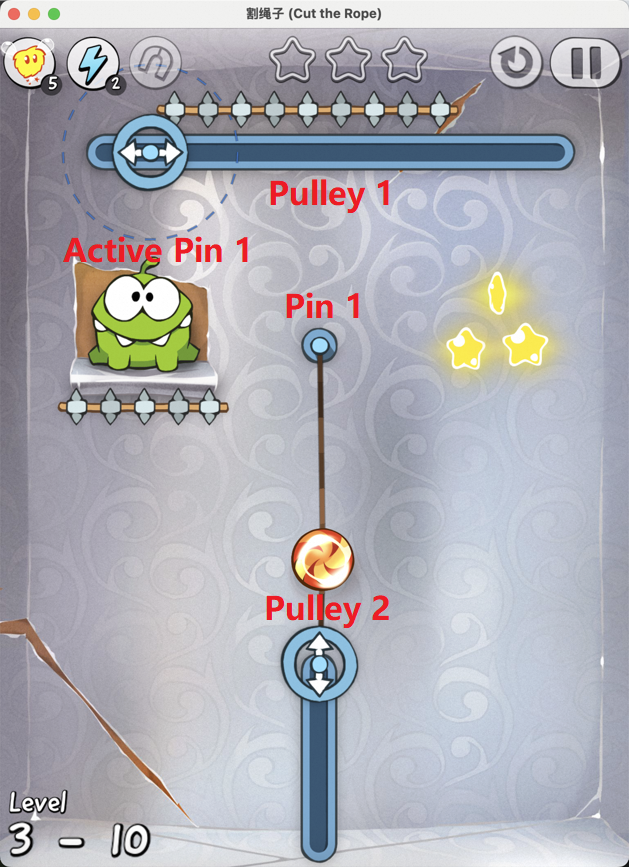 割绳子 (Cut the Rope)
5
2
Pulley 1
Active Pin 1
Pin 1
Pulley 2
Level
3 - 10